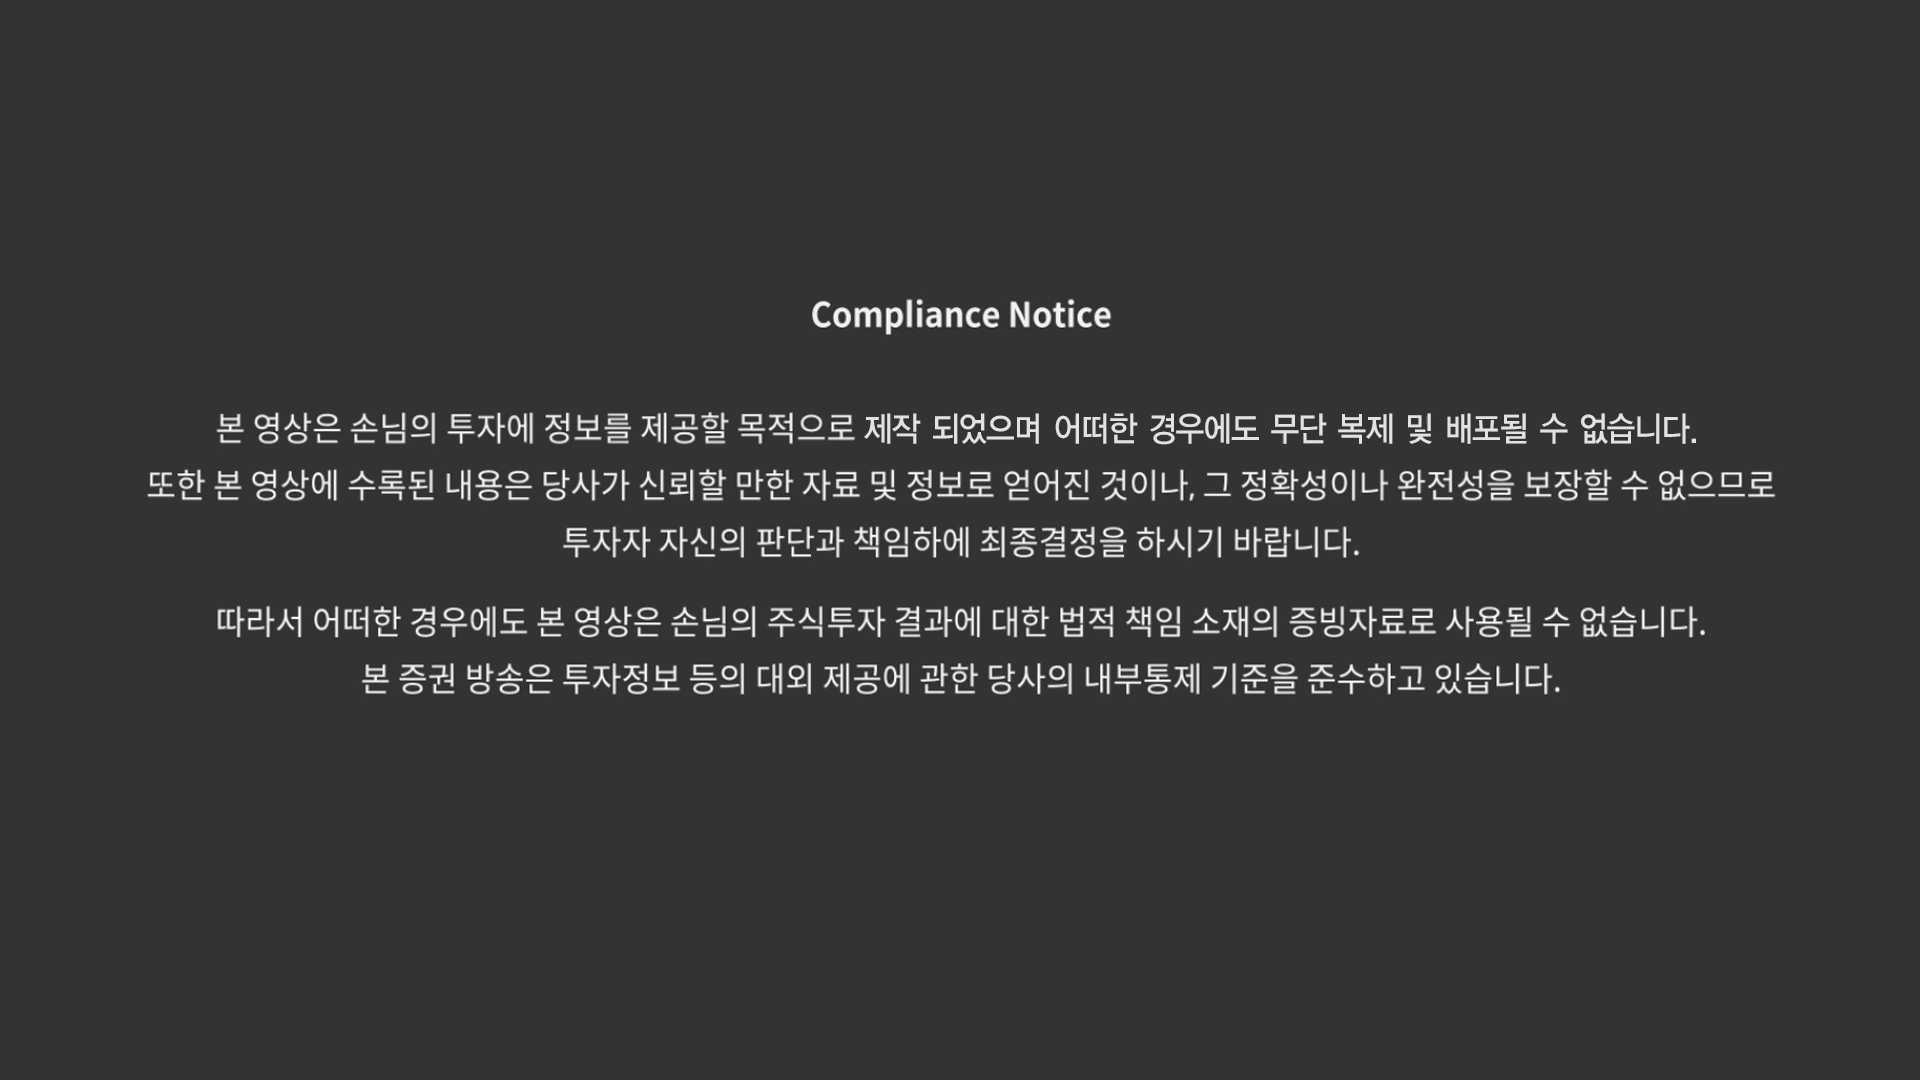 Compliance Notice
본 영상은 손님의 투자에 정보를 제공할 목적으로 제작 되었으며 어떠한 경우에도 무단 복제 및 배포될 수 없습니다.
또한 본 영상에 수록된 내용은 당사가 신뢰할 만한 자료 및 정보로 얻어진 것이나, 그 정확성이나 완전성을 보장할 수 없으므로
투자자 자신의 판단과 책임하에 최종결정을 하시기 바랍니다.
따라서 어떠한 경우에도 본 영상은 손님의 주식투자 결과에 대한 법적 책임 소재의 증빙자료로 사용될 수 없습니다.
본 증권 방송은 투자정보 등의 대외 제공에 관한 당사의 내부통제 기준을 준수하고 있습니다.